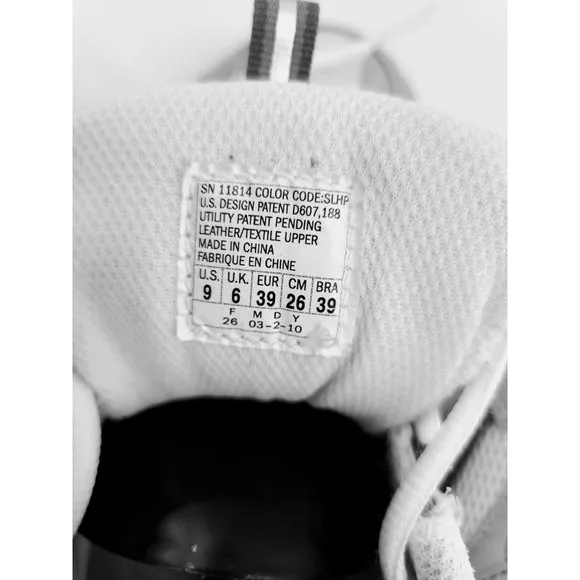 SN 11814 COLOR CODE:SLHP
U.S. DESIGN PATENT D607,188
UTILITY PATENT PENDING
LEATHER/TEXTILE UPPER
MADE IN CHINA
FABRIQUE EN CHINE
U.S. U.K. EUR CM BRA
9 6 39 26 39
F M D Y
26 03-2-10